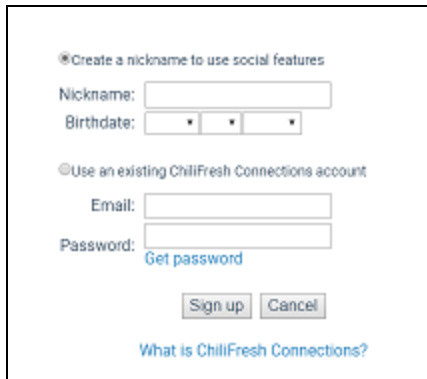 Create a nickname to use social features
Nickname:
Birthdate:
Use an existing ChiliFresh Connections account
Email:
Password:
Get password
Sign up Cancel
What is ChiliFresh Connections?